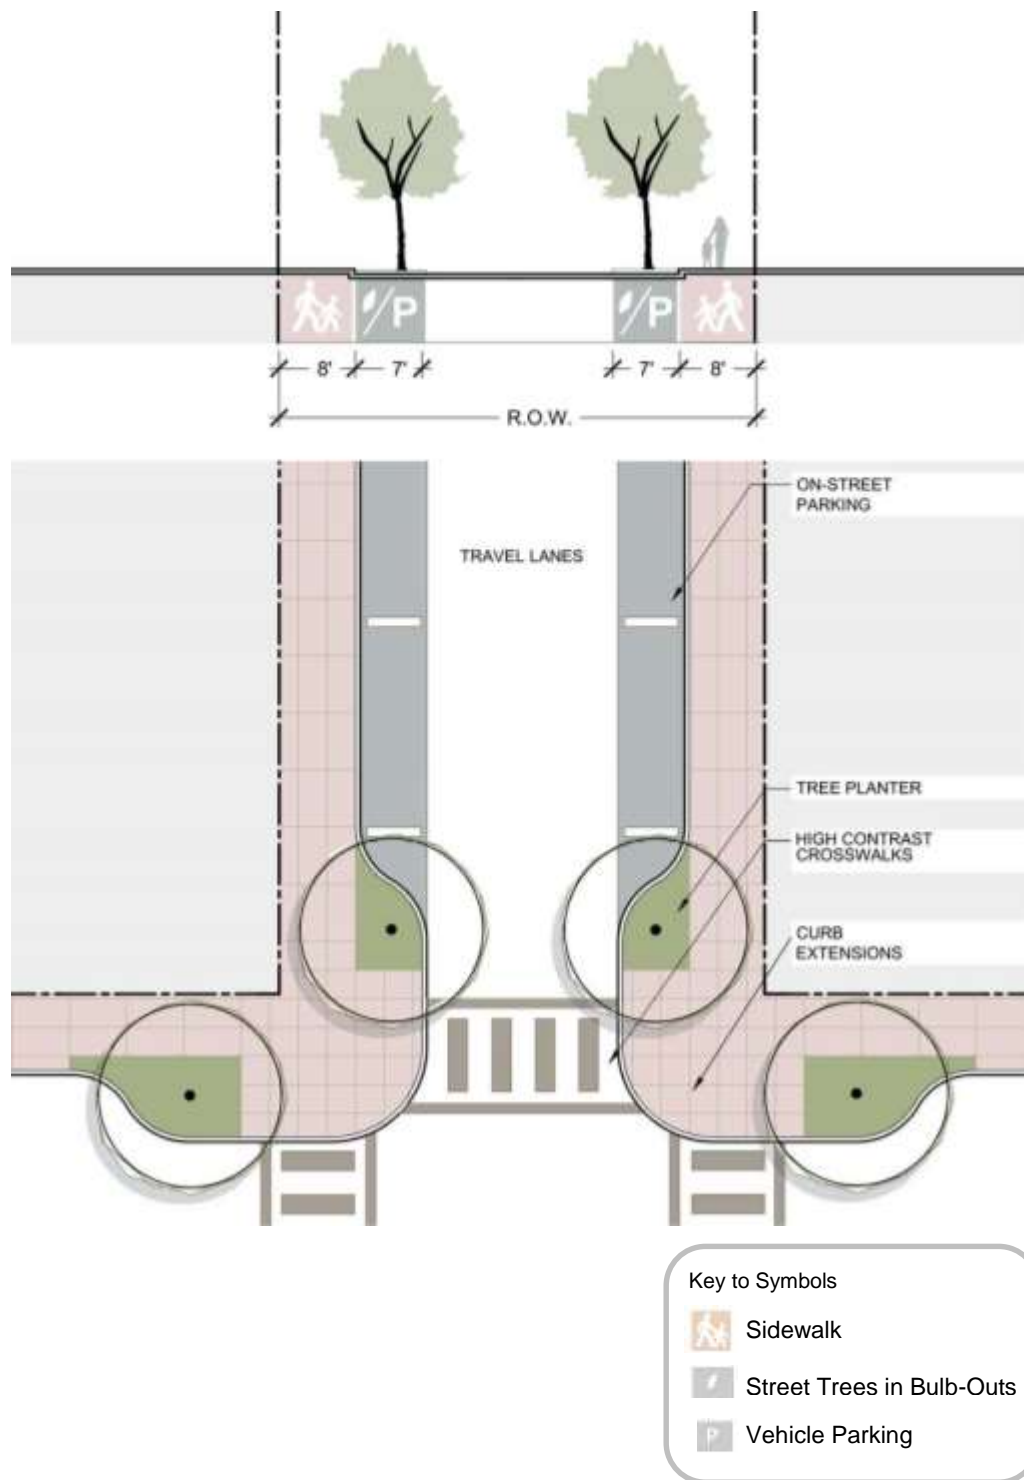 P P
8' 7' 7' 8'
R.O.W.
ON-STREET
PARKING
TRAVEL LANES
TREE PLANTER
HIGH CONTRAST
CROSSWALKS
CURB
EXTENSIONS
Key to Symbols
Sidewalk
Street Trees in Bulb-Outs
P Vehicle Parking